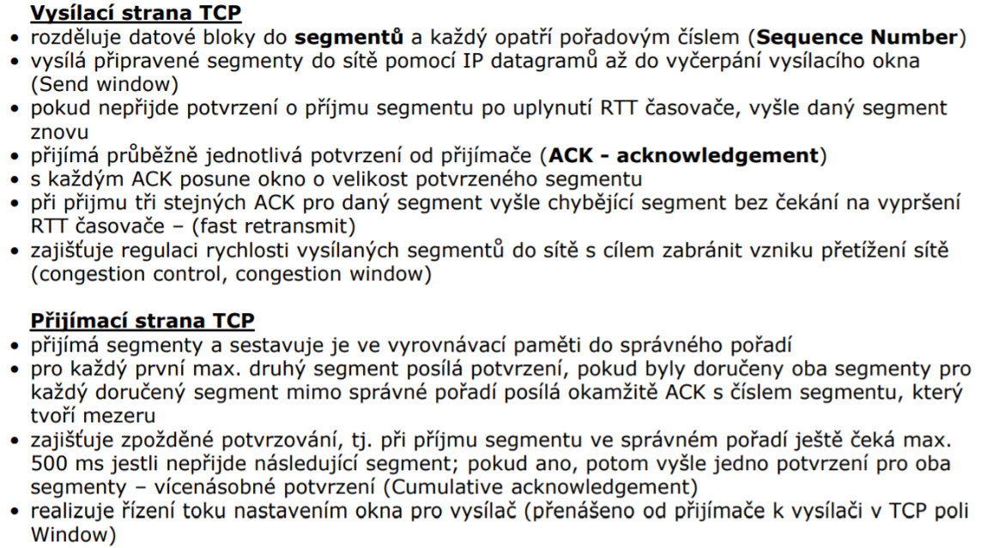 Vysílací strana TCP
• rozděluje datové bloky do segmentů a každý opatří pořadovým číslem (Sequence Number)
• vysílá připravené segmenty do sítě pomocí IP datagramů až do vyčerpání vysílacího okna
(Send window)
• pokud nepřijde potvrzení o příjmu segmentu po uplynutí RTT časovače, vyšle daný segment
znovu
• přijímá průběžně jednotlivá potvrzení od přijímače (ACK - acknowledgement)
• s každým ACK posune okno o velikost potvrzeného segmentu
• při přijmu tři stejných ACK pro daný segment vyšle chybějící segment bez čekání na vypršení
RTT časovače – (fast retransmit)
• zajišťuje regulaci rychlosti vysílaných segmentů do sítě s cílem zabránit vzniku přetížení sítě
(congestion control, congestion window)
Přijímací strana TCP
• přijímá segmenty a sestavuje je ve vyrovnávací paměti do správného pořadí
• pro každý první max. druhý segment posílá potvrzení, pokud byly doručeny oba segmenty pro
každý doručený segment mimo správné pořadí posílá okamžitě ACK s číslem segmentu, který
tvoří mezeru
• zajišťuje zpožděné potvrzování, tj. při příjmu segmentu ve správném pořadí ještě čeká max.
500 ms jestli nepřijde následující segment; pokud ano, potom vyšle jedno potvrzení pro oba
segmenty – vícenásobné potvrzení (Cumulative acknowledgement)
• realizuje řízení toku nastavením okna pro vysílač (přenášeno od přijímače k vysílači v TCP poli
Window)